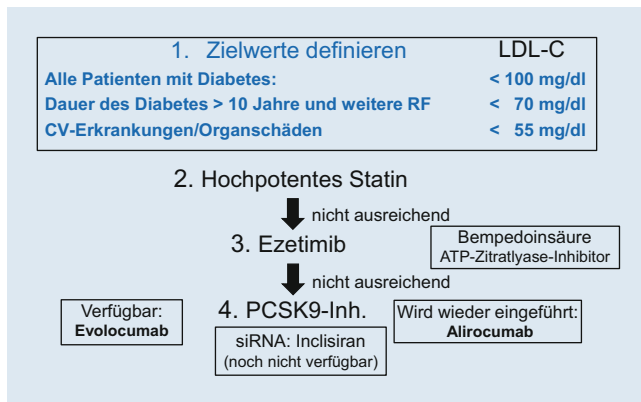 1. Zielwerte definieren LDL-C
Alle Patienten mit Diabetes: < 100 mg/dl
Dauer des Diabetes > 10 Jahre und weitere RF < 70 mg/dl
CV-Erkrankungen/Organschäden < 55 mg/dl
2. Hochpotentes Statin
nicht ausreichend
3. Ezetimib
Bempedoinsäure
ATP-Zitratlyase-Inhibitor
nicht ausreichend
Verfügbar:
Evolocumab
4. PCSK9-Inh.
siRNA: Inclisiran
(noch nicht verfügbar)
Wird wieder eingeführt:
Alirocumab